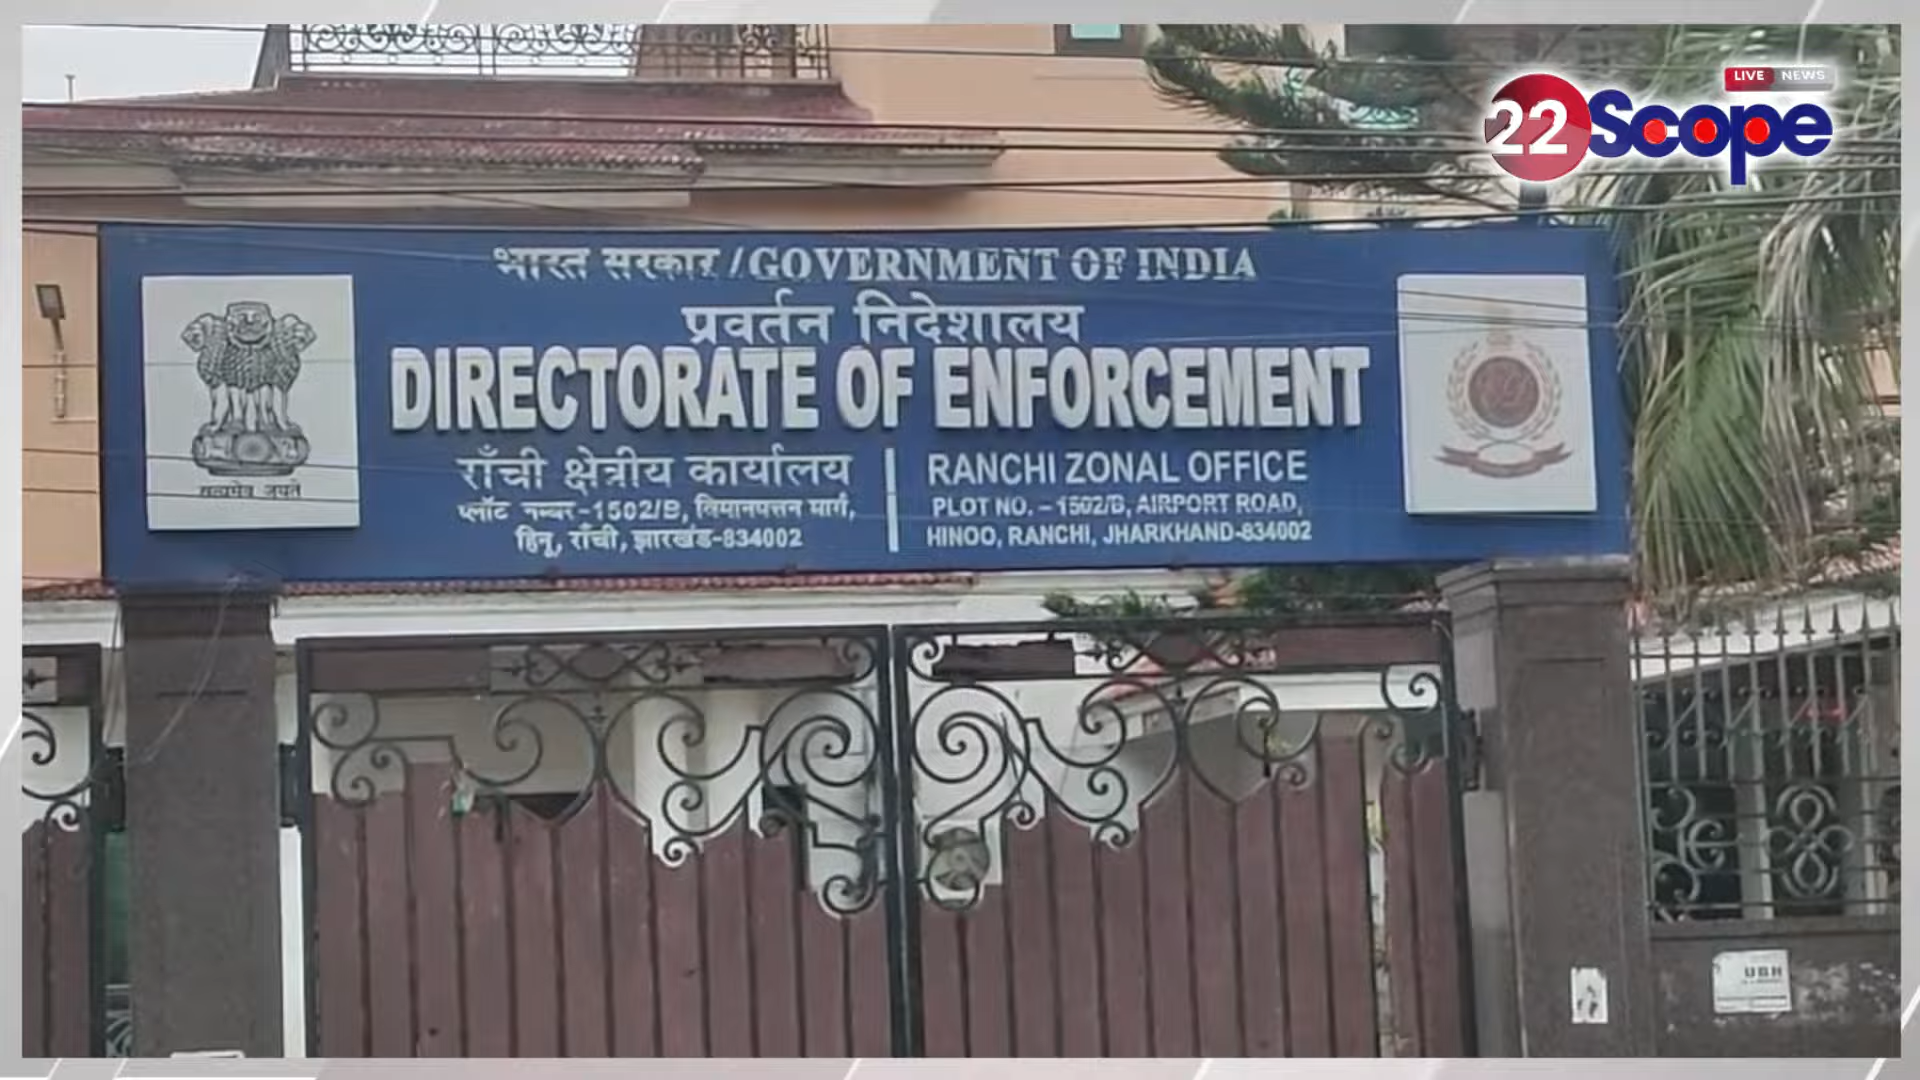 LIVE NEWS
22Scope
भारत सरकार / GOVERNMENT OF INDIA
प्रवर्तन निदेशालय
DIRECTORATE OF ENFORCEMENT
राँची क्षेत्रीय कार्यालय
प्लॉट नम्बर-1502/B, विमानपत्तन मार्ग,
हिनू, राँची, झारखंड-834002
RANCHI ZONAL OFFICE
PLOT NO. – 1502/B, AIRPORT ROAD,
HINOO, RANCHI, JHARKHAND-834002
सत्यमेव जयते